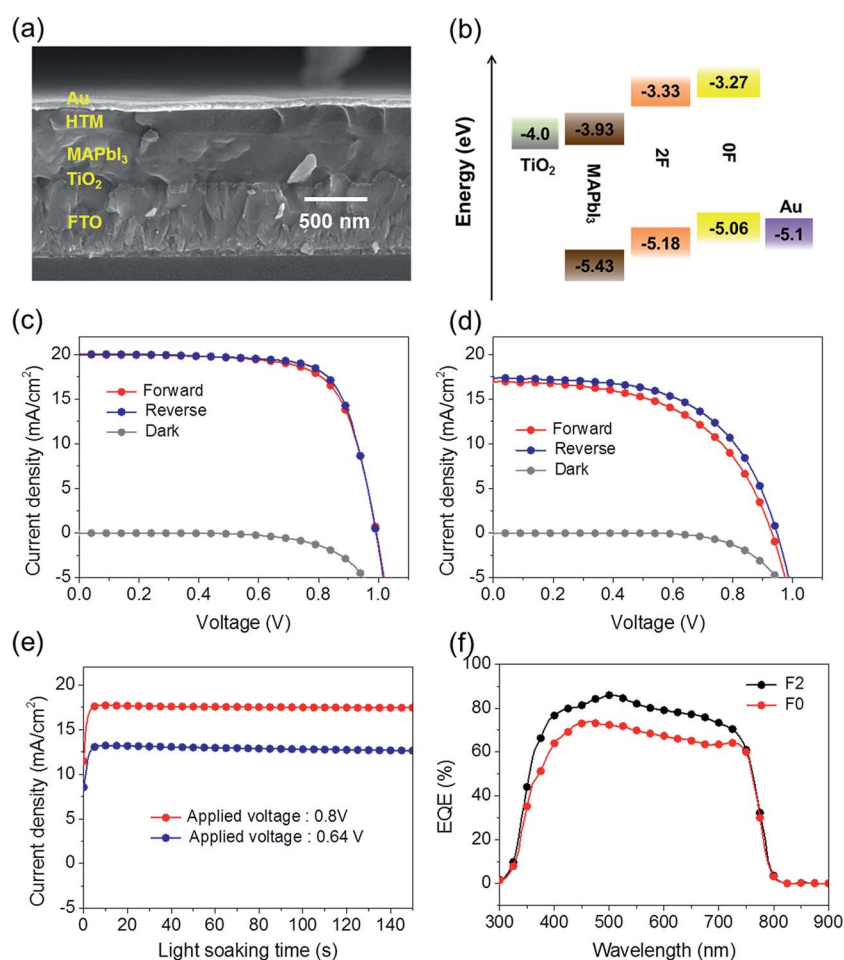 (a)
Au
HTM
MAPbI₃
TiO₂
FTO
500 nm
(b)
Energy (eV)
-4.0
TiO₂
-3.93
MAPbI₃
-5.43
-3.33
2F
-5.18
-3.27
0F
-5.06
Au
-5.1
(c)
Current density (mA/cm²)
20
15
10
5
0
-5
Forward
Reverse
Dark
0.0 0.2 0.4 0.6 0.8 1.0
Voltage (V)
(d)
Current density (mA/cm²)
20
15
10
5
0
-5
Forward
Reverse
Dark
0.0 0.2 0.4 0.6 0.8 1.0
Voltage (V)
(e)
Current density (mA/cm²)
20
15
10
5
0
-5
Applied voltage : 0.8V
Applied voltage : 0.64 V
0 20 40 60 80 100 120 140
Light soaking time (s)
(f)
EQE (%)
100
80
60
40
20
0
F2
F0
300 400 500 600 700 800 900
Wavelength (nm)